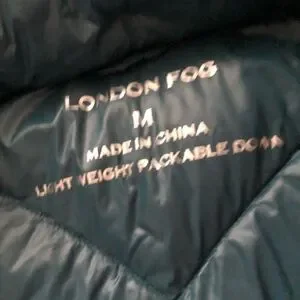 LONDON FOG
M
MADE IN CHINA
LIGHT WEIGHT PACKABLE DOWN